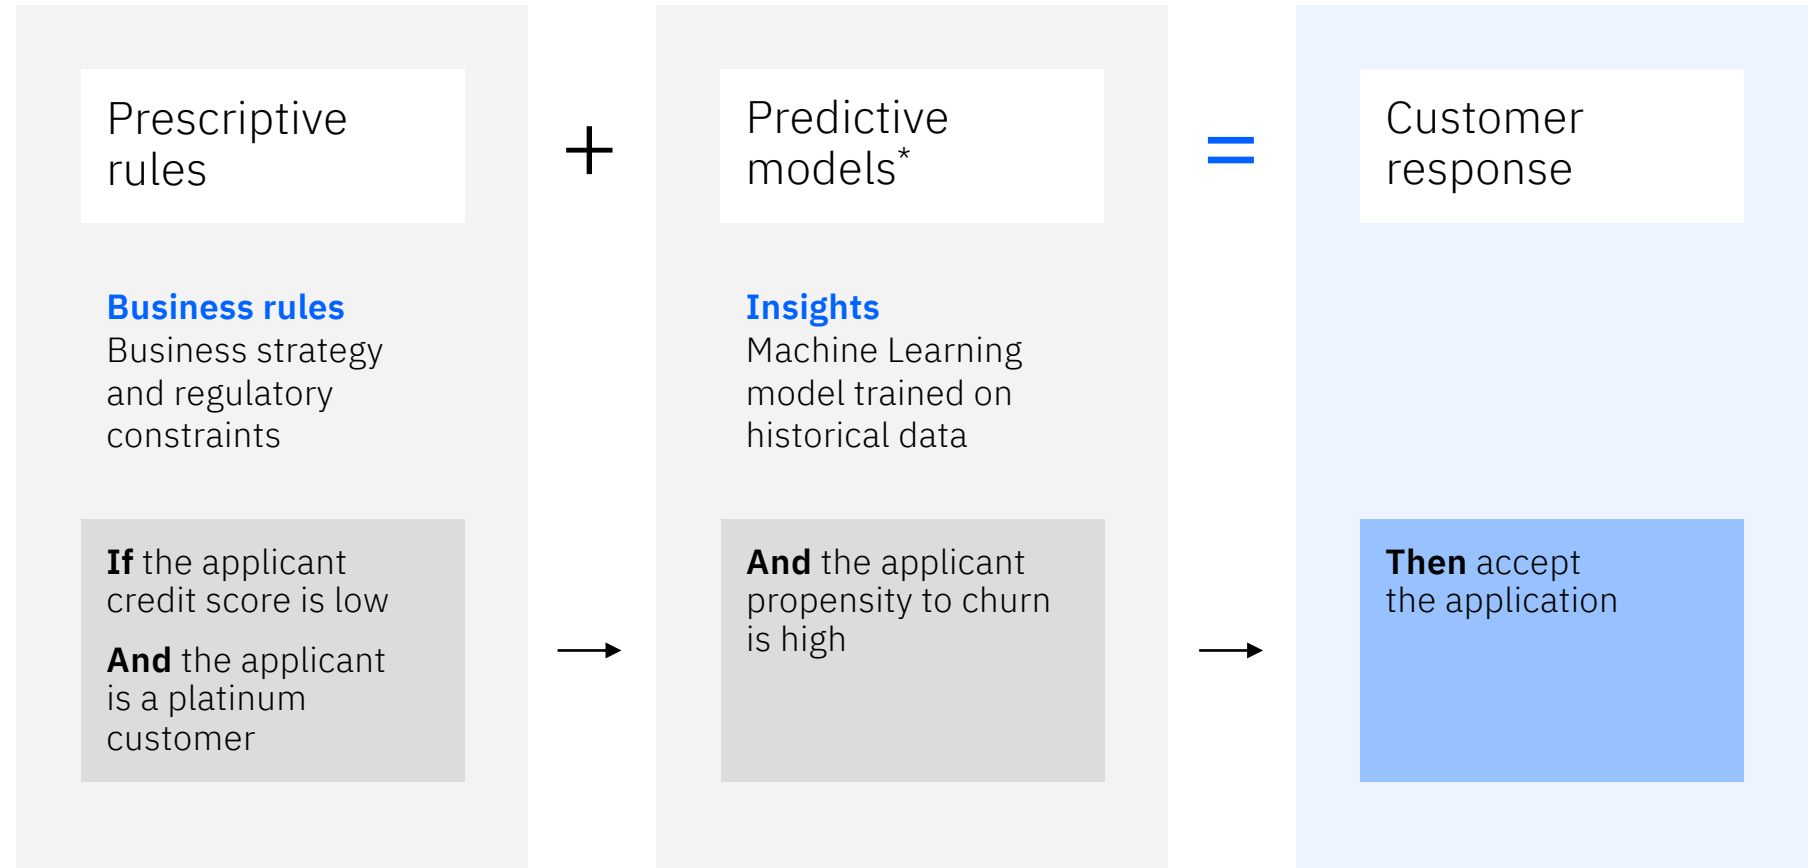 Prescriptive
rules
+
Predictive
models*
=
Customer
response
Business rules
Business strategy
and regulatory
constraints
Insights
Machine Learning
model trained on
historical data
If the applicant
credit score is low
And the applicant
is a platinum
customer
And the applicant
propensity to churn
is high
Then accept
the application